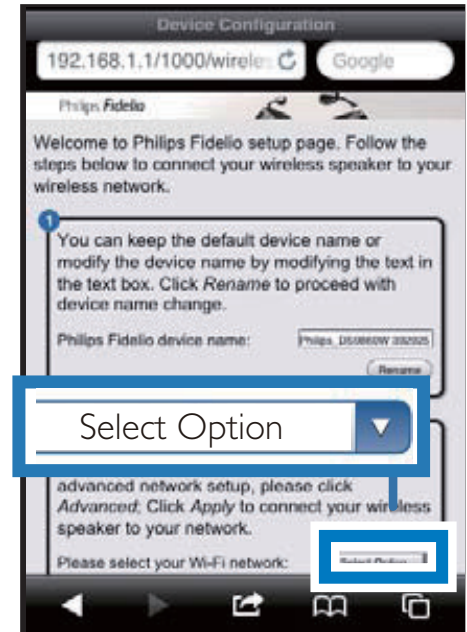 Device Configuration
192.168.1.1/1000/wirele
Google
Philips Fidelio
Welcome to Philips Fidelio setup page. Follow the
steps below to connect your wireless speaker to your
wireless network.
1
You can keep the default device name or
modify the device name by modifying the text in
the text box. Click Rename to proceed with
device name change.
Philips Fidelio device name:
Rename
Select Option
advanced network setup, please click
Advanced; Click Apply to connect your wireless
speaker to your network.
Please select your Wi-Fi network:
Select Option